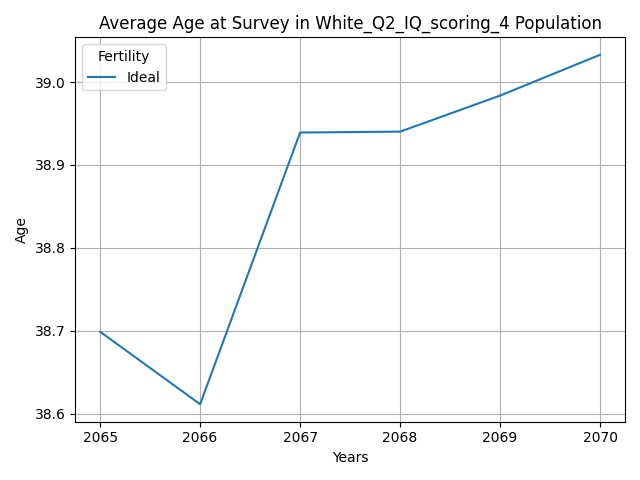 Average Age at Survey in White_Q2_IQ_scoring_4 Population
Fertility
Ideal
39.0
38.9
38.8
38.7
38.6
Age
2065 2066 2067 2068 2069 2070
Years